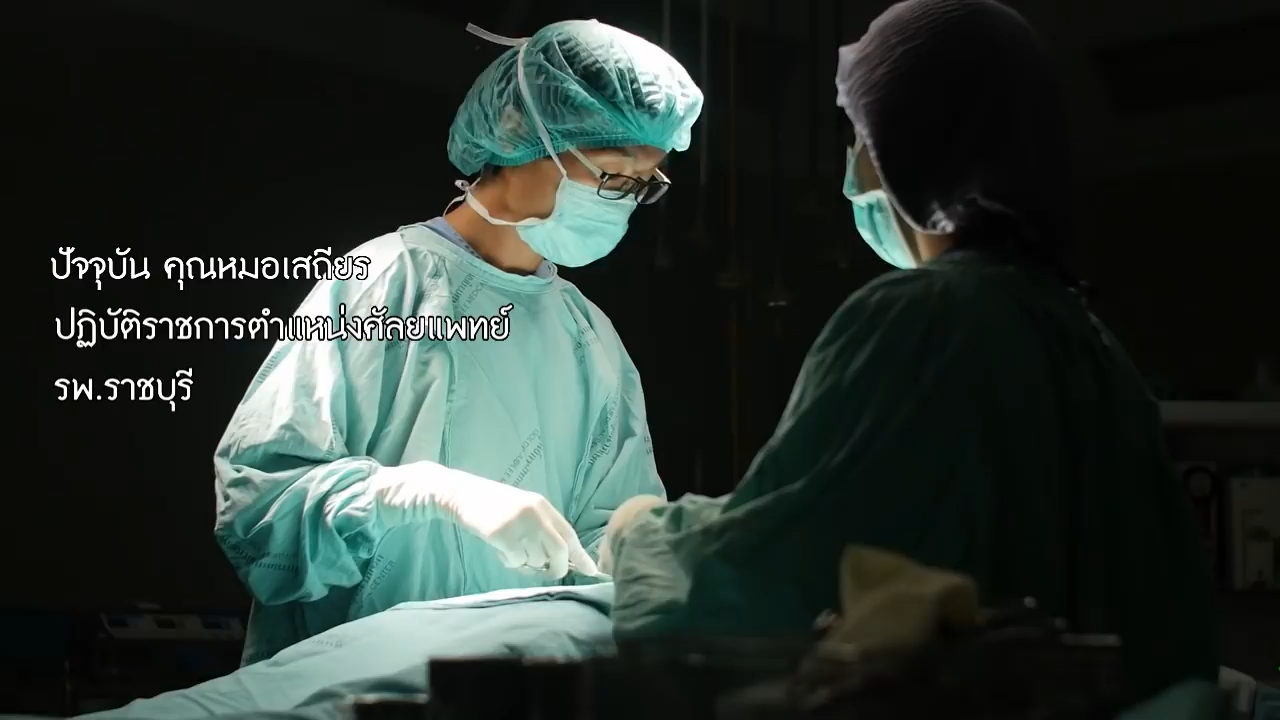 ปัจจุบัน คุณหมอเสถียร
ปฏิบัติราชการตำแหน่งศัลยแพทย์
รพ.ราชบุรี